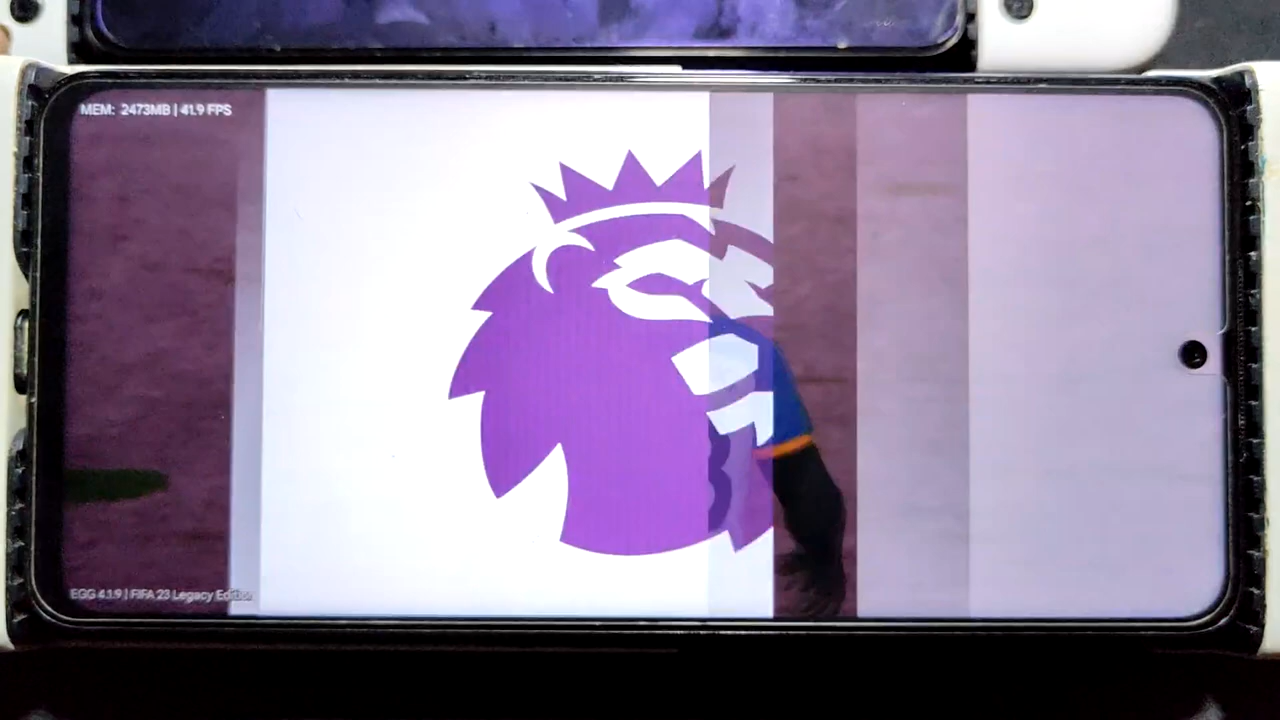 MEM: 2473MB | 41.9 FPS
EGG 4.1.9 | FIFA 23 Legacy Edition